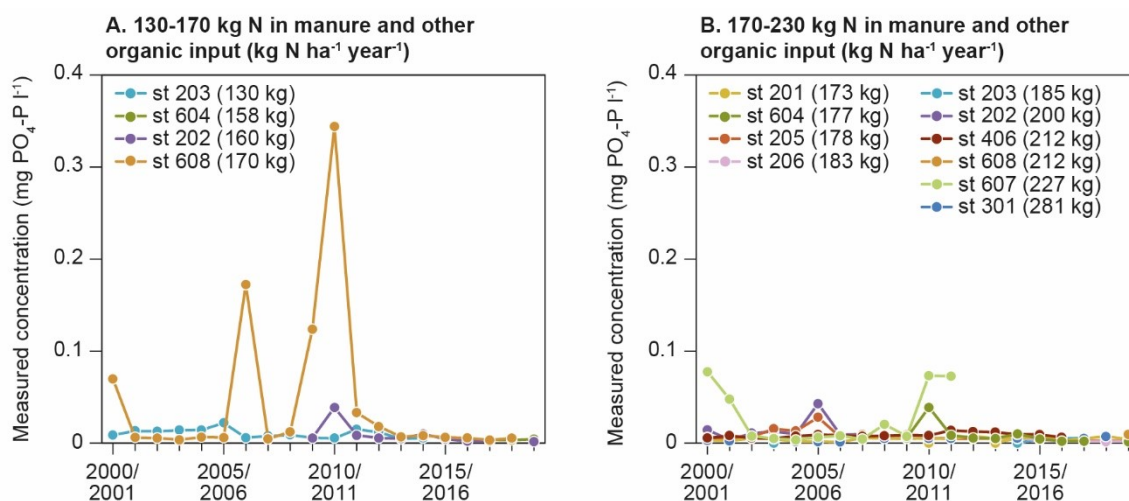 A. 130-170 kg N in manure and other
organic input (kg N ha⁻¹ year⁻¹)
Measured concentration (mg PO₄-P l⁻¹)
0.4
0.3
0.2
0.1
0
st 203 (130 kg)
st 604 (158 kg)
st 202 (160 kg)
st 608 (170 kg)
2000/
2001
2005/
2006
2010/
2011
2015/
2016
B. 170-230 kg N in manure and other
organic input (kg N ha⁻¹ year⁻¹)
Measured concentration (mg PO₄-P l⁻¹)
0.4
0.3
0.2
0.1
0
st 201 (173 kg)
st 604 (177 kg)
st 205 (178 kg)
st 206 (183 kg)
st 203 (185 kg)
st 202 (200 kg)
st 406 (212 kg)
st 608 (212 kg)
st 607 (227 kg)
st 301 (281 kg)
2000/
2001
2005/
2006
2010/
2011
2015/
2016